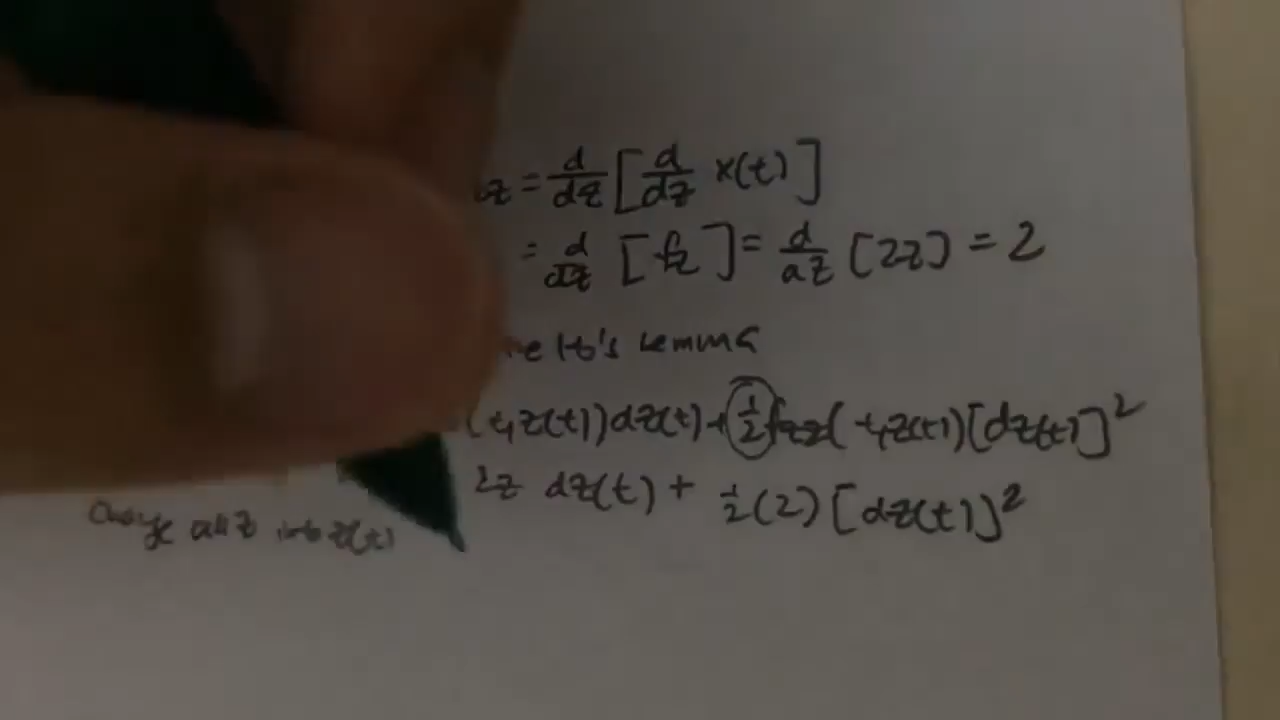 z = d/dz [ d/dz x(t) ]
= d/dz [ fz ] = d/dz [2z] = 2
Ito's Lemma
(t, z(t)) dz(t) + 1/2 fzz (t, z(t)) [dz(t)]²
2z dz(t) + 1/2 (2) [dz(t)]²
Change all z into z(t)